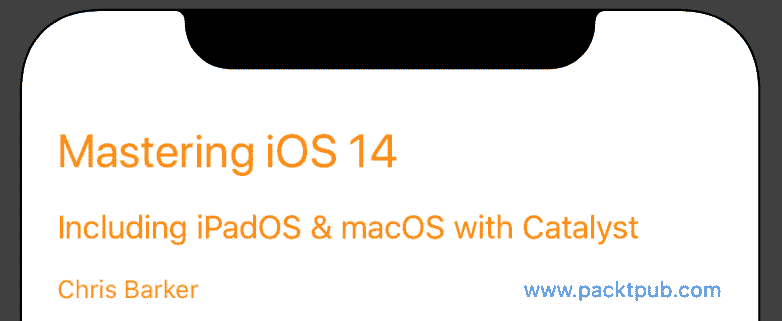 Mastering iOS 14
Including iPadOS & macOS with Catalyst
Chris Barker www.packtpub.com